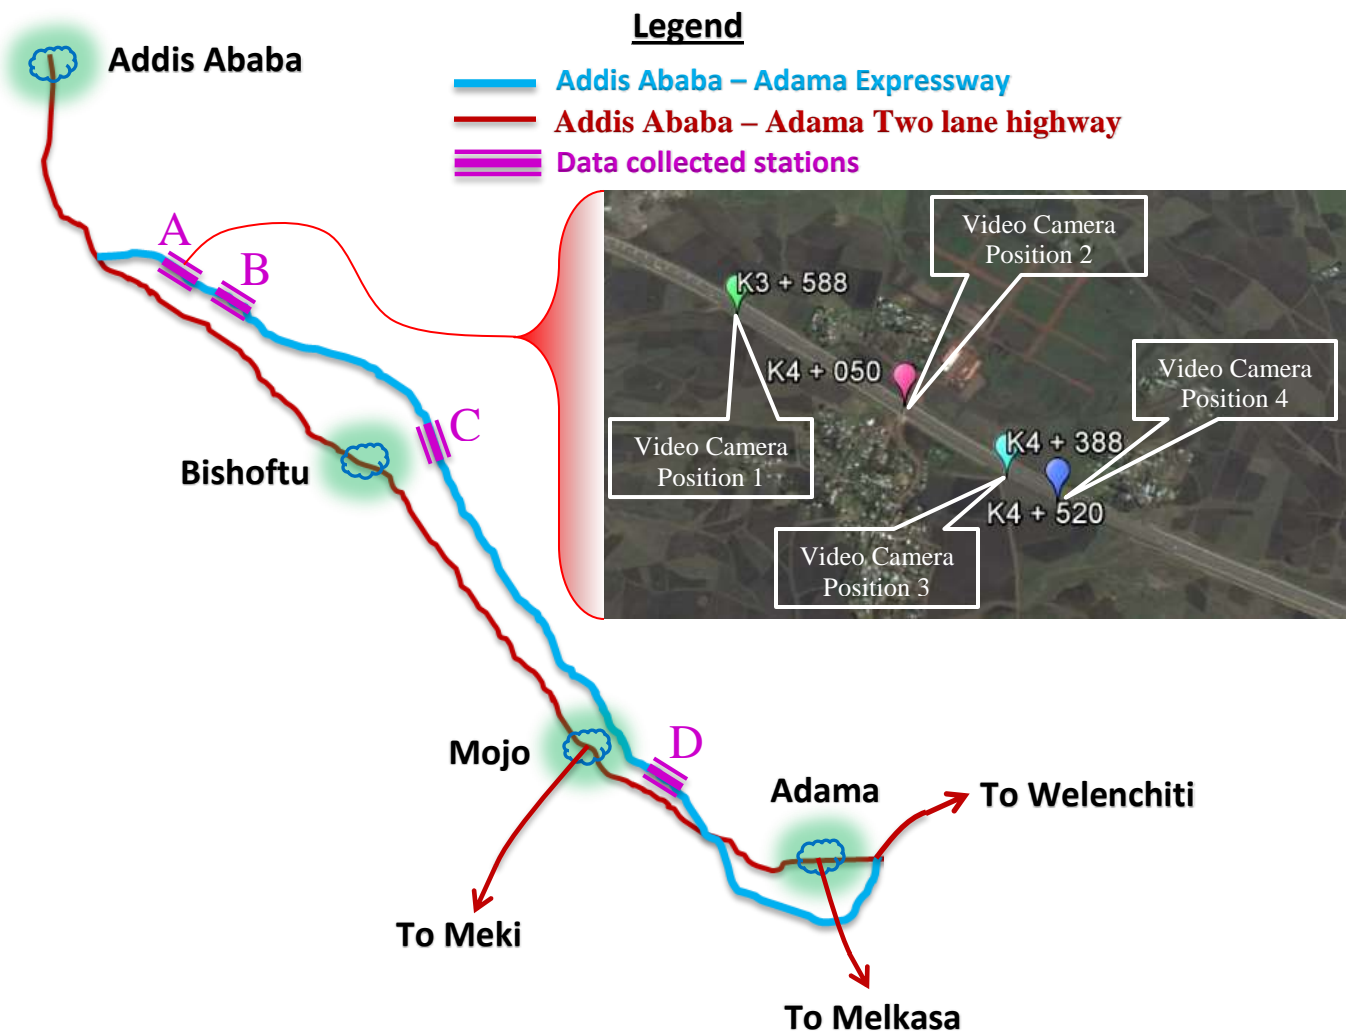 Legend
Addis Ababa
Addis Ababa – Adama Expressway
Addis Ababa – Adama Two lane highway
Data collected stations
A
B
C
D
Video Camera
Position 2
K3 + 588
K4 + 050
Video Camera
Position 4
Video Camera
Position 1
K4 + 388
K4 + 520
Video Camera
Position 3
Bishoftu
Mojo
Adama
To Welenchiti
To Meki
To Melkasa